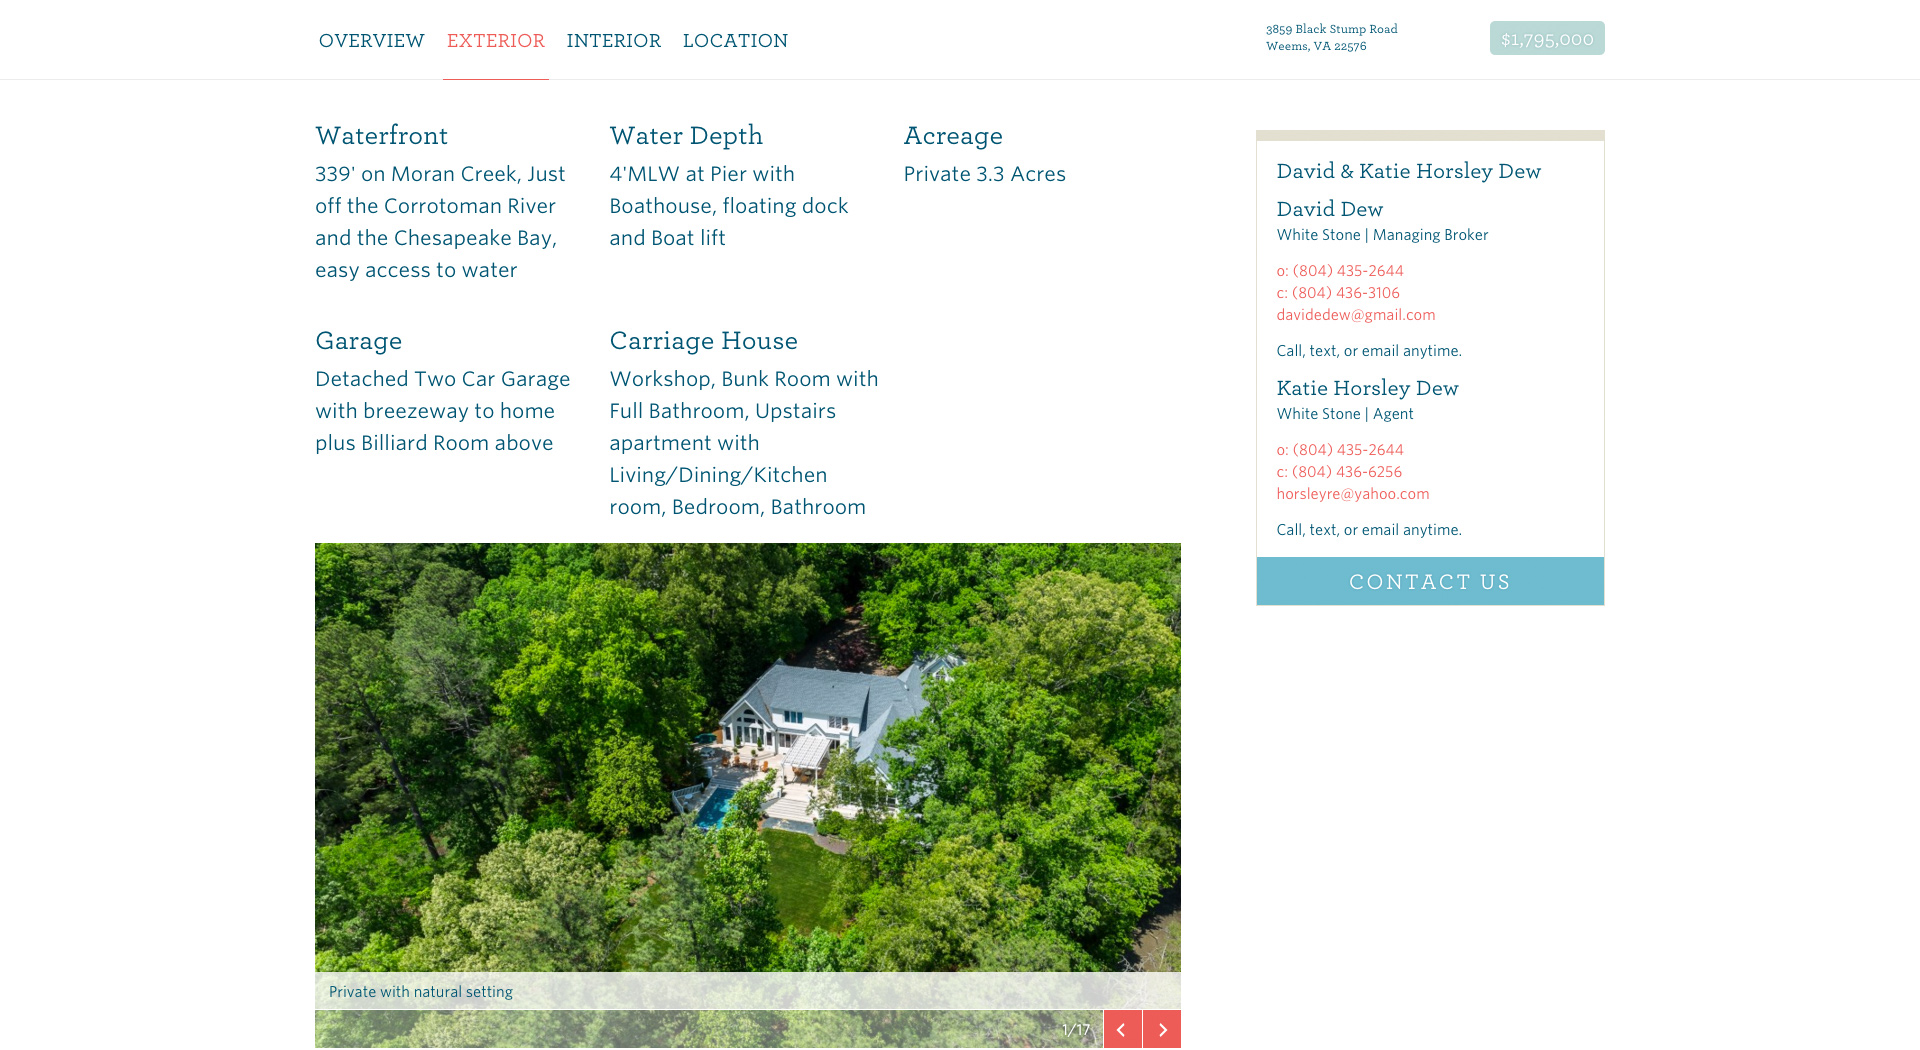 OVERVIEW EXTERIOR INTERIOR LOCATION
3859 Black Stump Road
Weems, VA 22576
$1,795,000
Waterfront
339' on Moran Creek, Just
off the Corrotoman River
and the Chesapeake Bay,
easy access to water
Water Depth
4'MLW at Pier with
Boathouse, floating dock
and Boat lift
Acreage
Private 3.3 Acres
Garage
Detached Two Car Garage
with breezeway to home
plus Billiard Room above
Carriage House
Workshop, Bunk Room with
Full Bathroom, Upstairs
apartment with
Living/Dining/Kitchen
room, Bedroom, Bathroom
Private with natural setting
1/17
David & Katie Horsley Dew
David Dew
White Stone | Managing Broker
o: (804) 435-2644
c: (804) 436-3106
davidedew@gmail.com
Call, text, or email anytime.
Katie Horsley Dew
White Stone | Agent
o: (804) 435-2644
c: (804) 436-6256
horsleyre@yahoo.com
Call, text, or email anytime.
CONTACT US